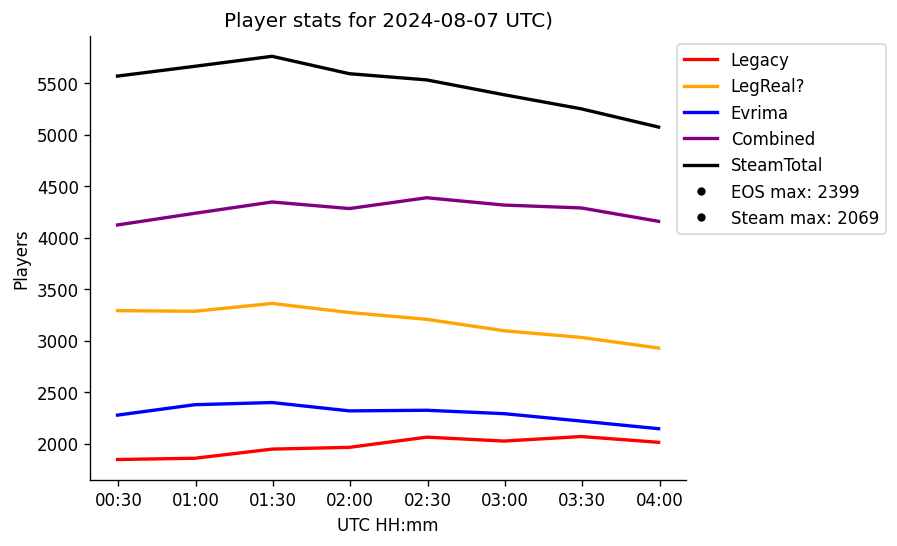 Player stats for 2024-08-07 UTC)
Legacy
LegReal?
Evrima
Combined
SteamTotal
EOS max: 2399
Steam max: 2069
Players
5500
5000
4500
4000
3500
3000
2500
2000
00:30 01:00 01:30 02:00 02:30 03:00 03:30 04:00
UTC HH:mm